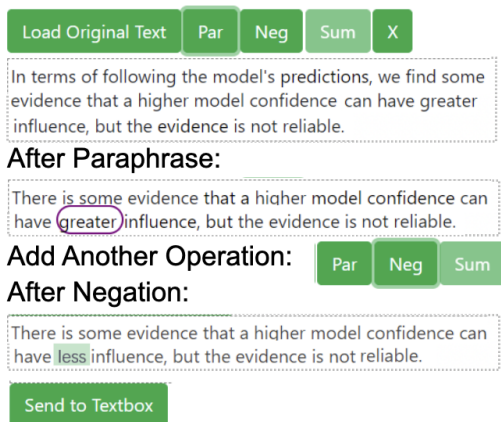 Load Original Text Par Neg Sum X
In terms of following the model's predictions, we find some
evidence that a higher model confidence can have greater
influence, but the evidence is not reliable.
After Paraphrase:
There is some evidence that a higher model confidence can
have greater influence, but the evidence is not reliable.
Add Another Operation: Par Neg Sum
After Negation:
There is some evidence that a higher model confidence can
have less influence, but the evidence is not reliable.
Send to Textbox